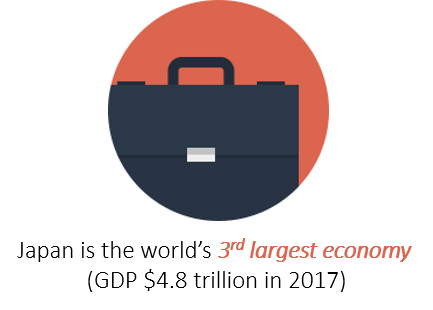 Japan is the world’s 3rd largest economy
(GDP $4.8 trillion in 2017)